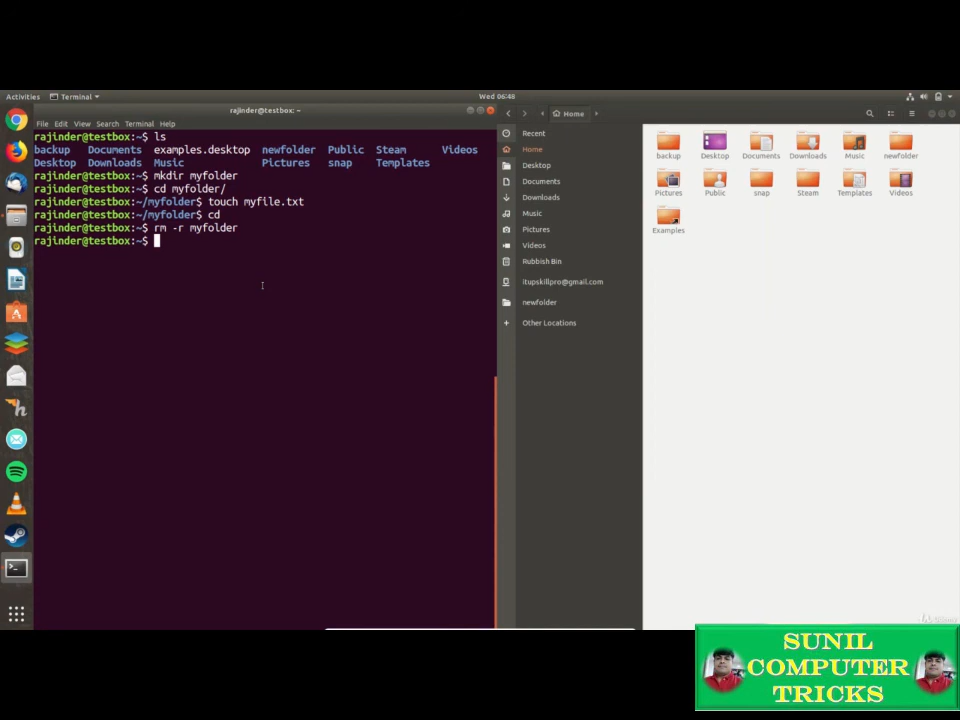 Activities Terminal Wed 06:48
rajinder@testbox: ~
File Edit View Search Terminal Help
rajinder@testbox:~$ ls
backup Documents examples.desktop newfolder Public Steam Videos
Desktop Downloads Music Pictures snap Templates
rajinder@testbox:~$ mkdir myfolder
rajinder@testbox:~$ cd myfolder/
rajinder@testbox:~/myfolder$ touch myfile.txt
rajinder@testbox:~/myfolder$ cd
rajinder@testbox:~$ rm -r myfolder
rajinder@testbox:~$
Home
Recent
Home
Desktop
Documents
Downloads
Music
Pictures
Videos
Rubbish Bin
itupskillpro@gmail.com
newfolder
Other Locations
backup Desktop Documents Downloads Music newfolder
Pictures Public snap Steam Templates Videos
Examples
SUNIL
COMPUTER
TRICKS